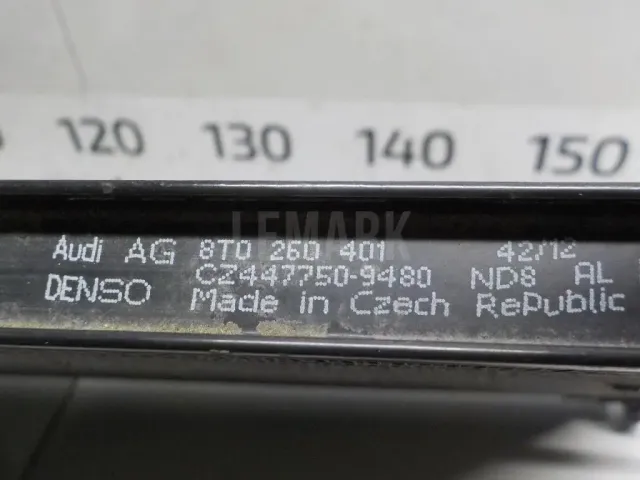 120 130 140 150
LEMARK
Audi AG 8T0 260 401 42/12
CZ447750-9480 ND8 AL
DENSO Made in Czech Republic